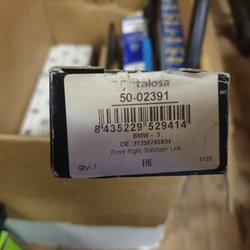 talosa
50-02391
8 435229 529414
BMW - 3
OE :31356765934
Front Right Stabilizer Link
Qty: 1
EAC
1120